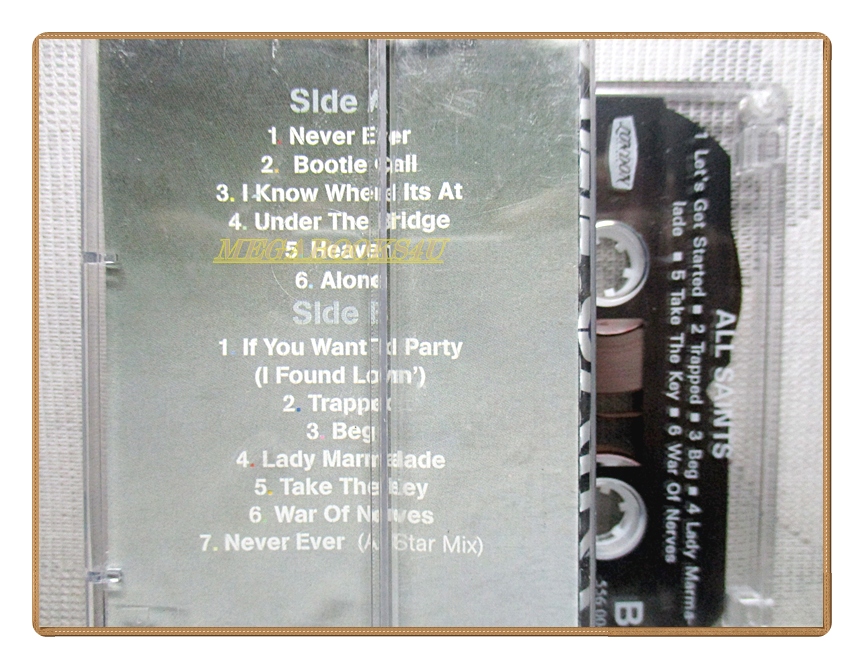 Side A
1. Never Ever
2. Bootie Call
3. I Know Where Its At
4. Under The Bridge
MEGABOOKS4U
5 Heaven
6. Alone
Side B
1. If You Want To Party
(I Found Lovin')
2. Trapped
3. Beg
4. Lady Marmalade
5. Take The Key
6 War Of Nerves
7. Never Ever (All Star Mix)
LONDON
ALL SAINTS
1 Let's Get Started ■ 2 Trapped ■ 3 Beg ■ 4 Lady Marma-
lade ■ 5 Take The Key ■ 6 War Of Nerves
B